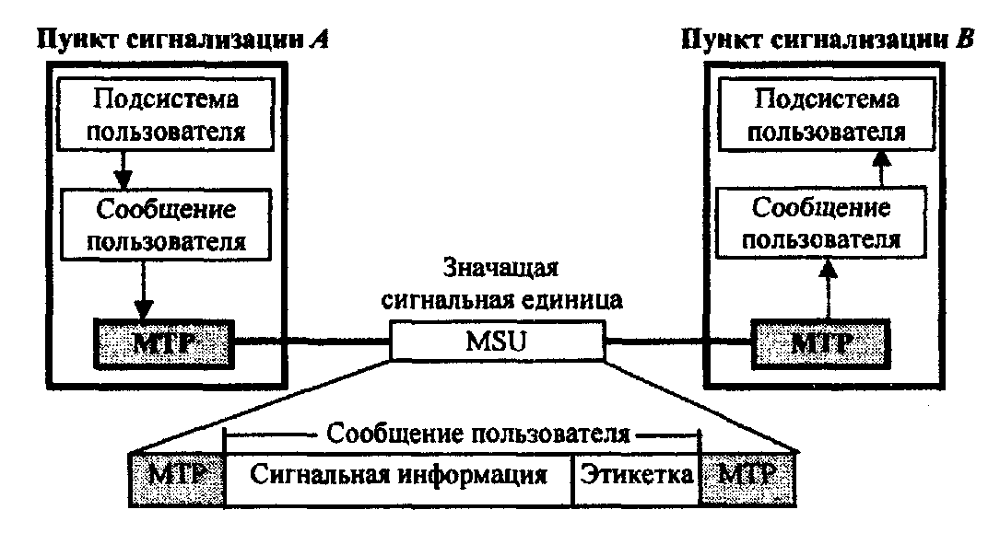 Пункт сигнализации A
Пункт сигнализации B
Подсистема
пользователя
Сообщение
пользователя
MTP
Подсистема
пользователя
Сообщение
пользователя
MTP
Значащая
сигнальная единица
MSU
Сообщение пользователя
MTP
Сигнальная информация
Этикетка
MTP